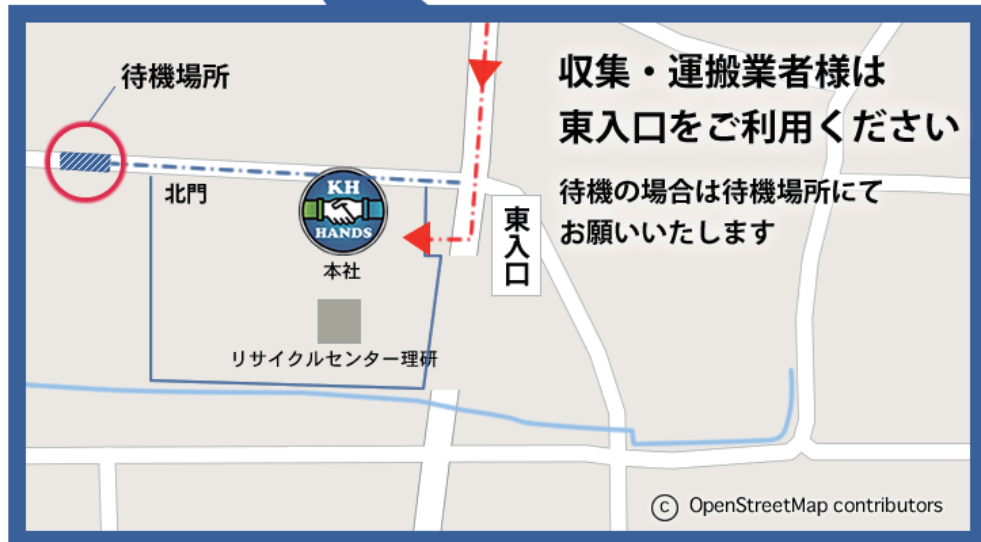 収集・運搬業者様は
東入口をご利用ください
待機の場合は待機場所にて
お願いいたします
待機場所
北門
KH
HANDS
本社
リサイクルセンター理研
東入口
© OpenStreetMap contributors